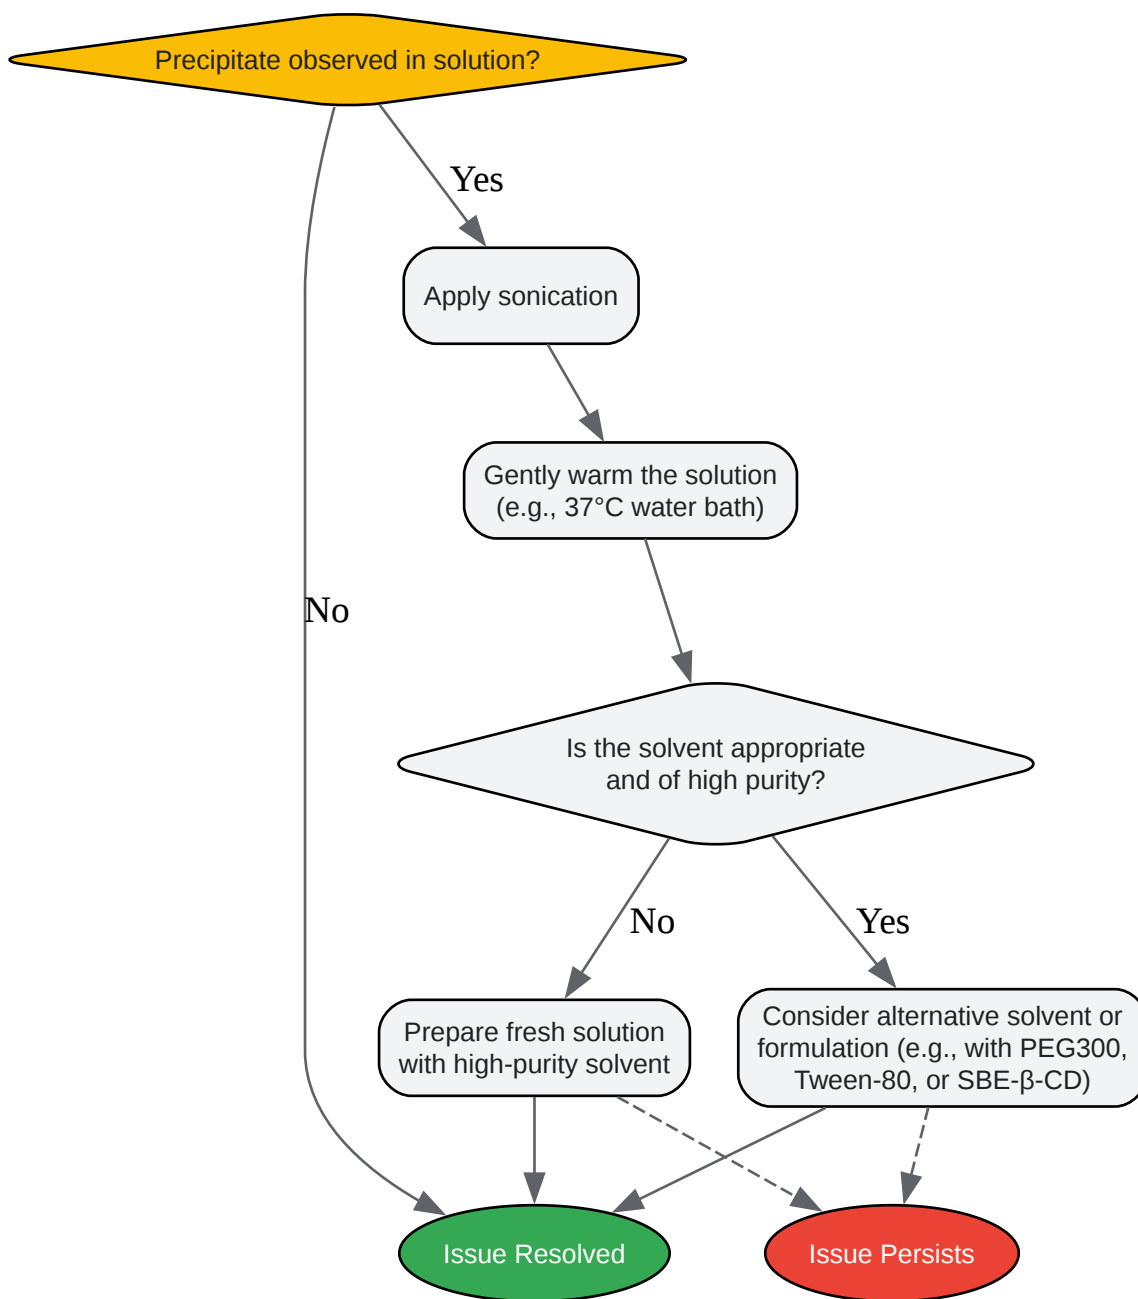 Precipitate observed in solution?
Yes
Apply sonication
Gently warm the solution
(e.g., 37°C water bath)
No
Is the solvent appropriate
and of high purity?
No
Yes
Prepare fresh solution
with high-purity solvent
Consider alternative solvent or
formulation (e.g., with PEG300,
Tween-80, or SBE-β-CD)
Issue Resolved
Issue Persists